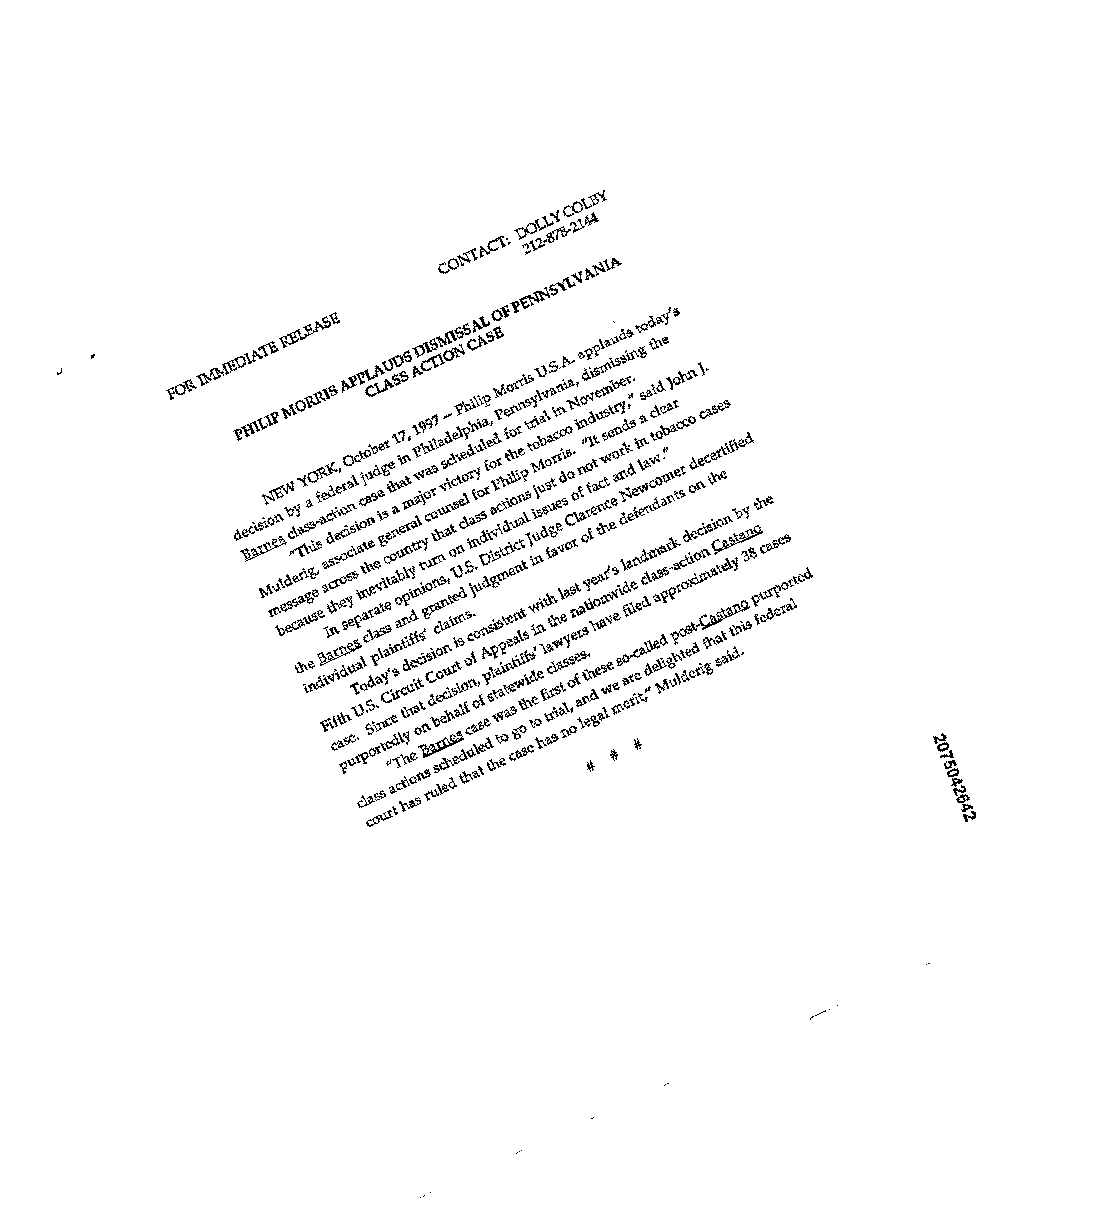 CONTACT: DOLLY COLBY
212-878-2144
FOR IMMEDIATE RELEASE
PHILIP MORRIS APPLAUDS DISMISSAL OF PENNSYLVANIA
CLASS ACTION CASE
NEW YORK, October 17, 1997 -- Philip Morris U.S.A. applauds today's
decision by a federal judge in Philadelphia, Pennsylvania, dismissing the
Barnes class-action case that was scheduled for trial in November.
"This decision is a major victory for the tobacco industry," said John J.
Mulderig, associate general counsel for Philip Morris. "It sends a clear
message across the country that class actions just do not work in tobacco cases
because they inevitably turn on individual issues of fact and law."
In separate opinions, U.S. District Judge Clarence Newcomer decertified
the Barnes class and granted judgment in favor of the defendants on the
individual plaintiffs' claims.
Today's decision is consistent with last year's landmark decision by the
Fifth U.S. Circuit Court of Appeals in the nationwide class-action Castano
case. Since that decision, plaintiffs' lawyers have filed approximately 38 cases
purportedly on behalf of statewide classes.
"The Barnes case was the first of these so-called post-Castano purported
class actions scheduled to go to trial, and we are delighted that this federal
court has ruled that the case has no legal merit," Mulderig said.
# # #
2075042642